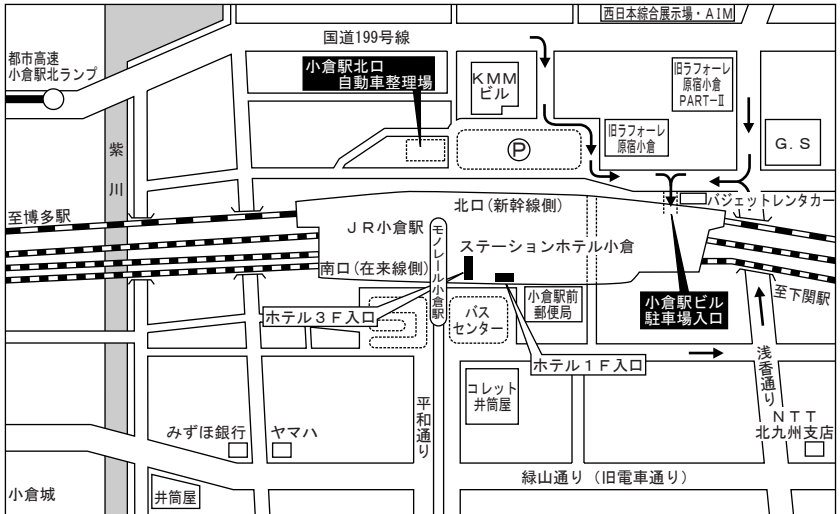 西日本綜合展示場・AIM
国道199号線
都市高速
小倉駅北ランプ
小倉駅北口
自動車整理場
KMM
ビル
旧ラフォーレ
原宿小倉
PART-Ⅱ
旧ラフォーレ
原宿小倉
G.S
P
紫川
バジェットレンタカー
至博多駅
北口(新幹線側)
JR小倉駅
モノレール小倉駅
ステーションホテル小倉
南口(在来線側)
小倉駅前
郵便局
小倉駅ビル
駐車場入口
至下関駅
ホテル3F入口
バス
センター
ホテル1F入口
浅香通り
コレット
井筒屋
平和通り
みずほ銀行
ヤマハ
NTT
北九州支店
緑山通り(旧電車通り)
小倉城
井筒屋